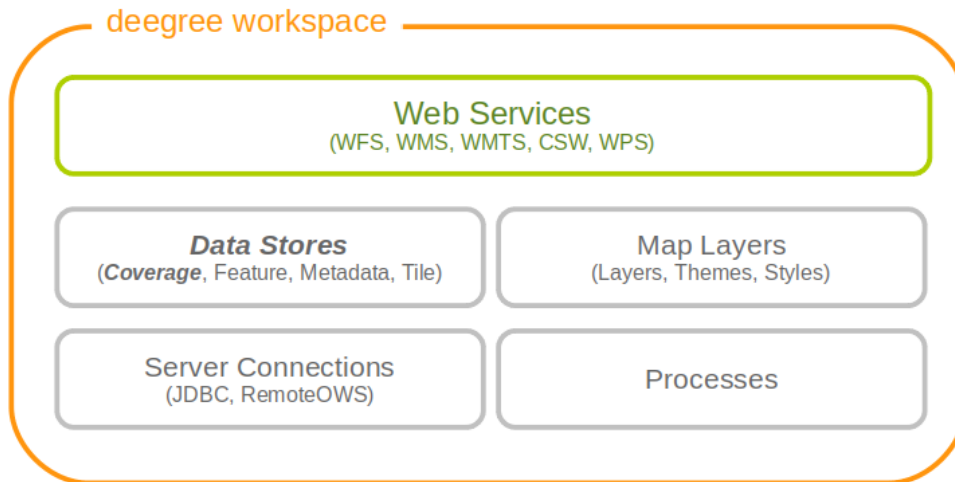 deegree workspace
Web Services
(WFS, WMS, WMTS, CSW, WPS)
Data Stores
(Coverage, Feature, Metadata, Tile)
Map Layers
(Layers, Themes, Styles)
Server Connections
(JDBC, RemoteOWS)
Processes